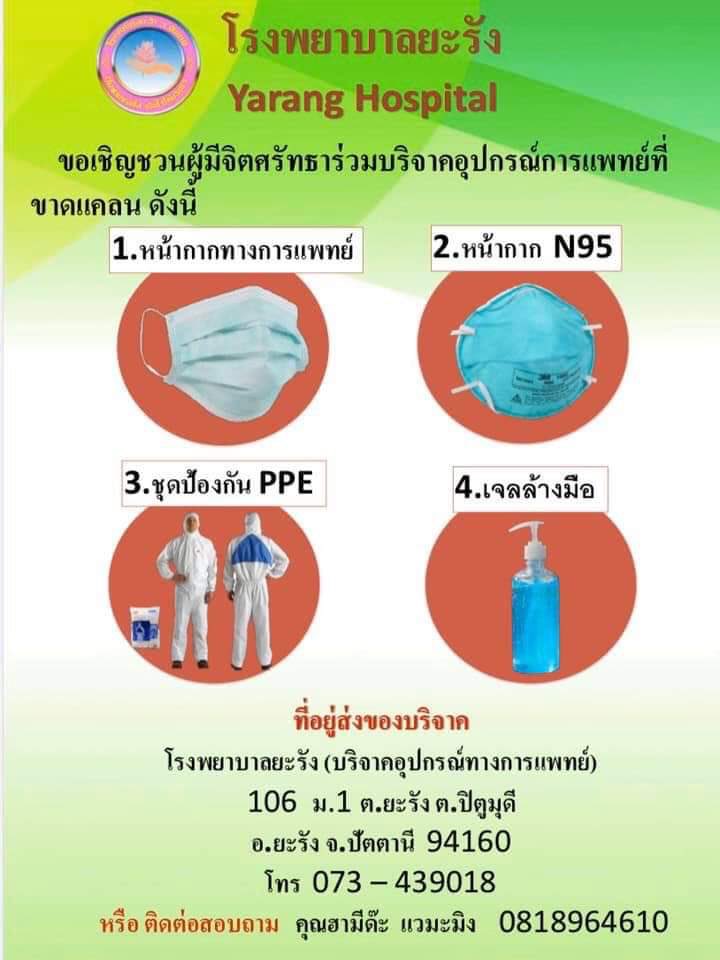 โรงพยาบาลยะรัง
Yarang Hospital
ขอเชิญชวนผู้มีจิตศรัทธาร่วมบริจาคอุปกรณ์การแพทย์ที่
ขาดแคลน ดังนี้
1.หน้ากากทางการแพทย์
2.หน้ากาก N95
3.ชุดป้องกัน PPE
4.เจลล้างมือ
ที่อยู่ส่งของบริจาค
โรงพยาบาลยะรัง (บริจาคอุปกรณ์ทางการแพทย์)
106 ม.1 ต.ยะรัง ต.ปิตูมุดี
อ.ยะรัง จ.ปัตตานี 94160
โทร 073 – 439018
หรือ ติดต่อสอบถาม คุณฮามีด๊ะ แวมะมิง 0818964610